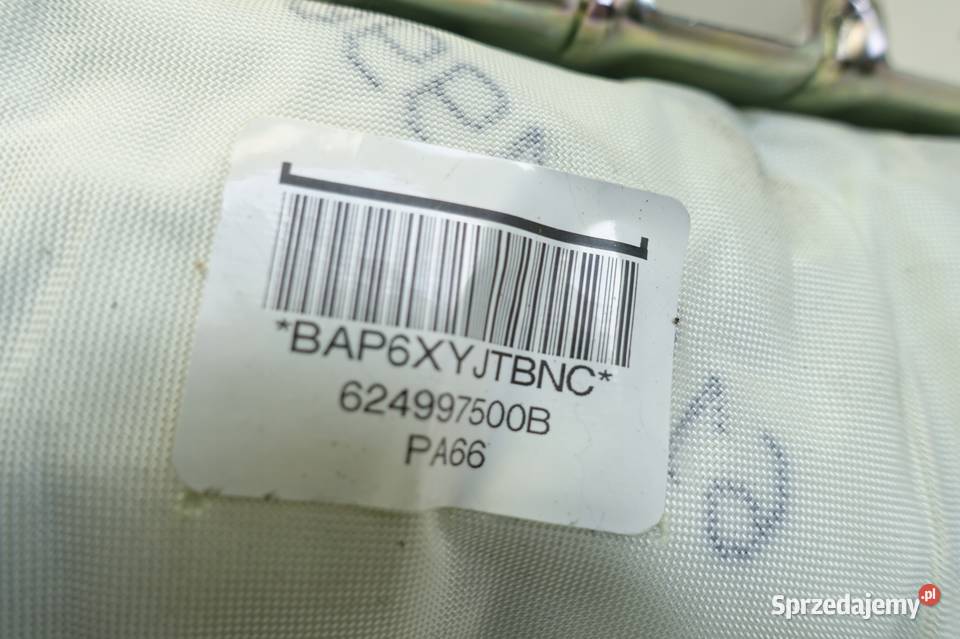 *BAP6XYJTBNC*
624997500B
PA66
Sprzedajemy.pl